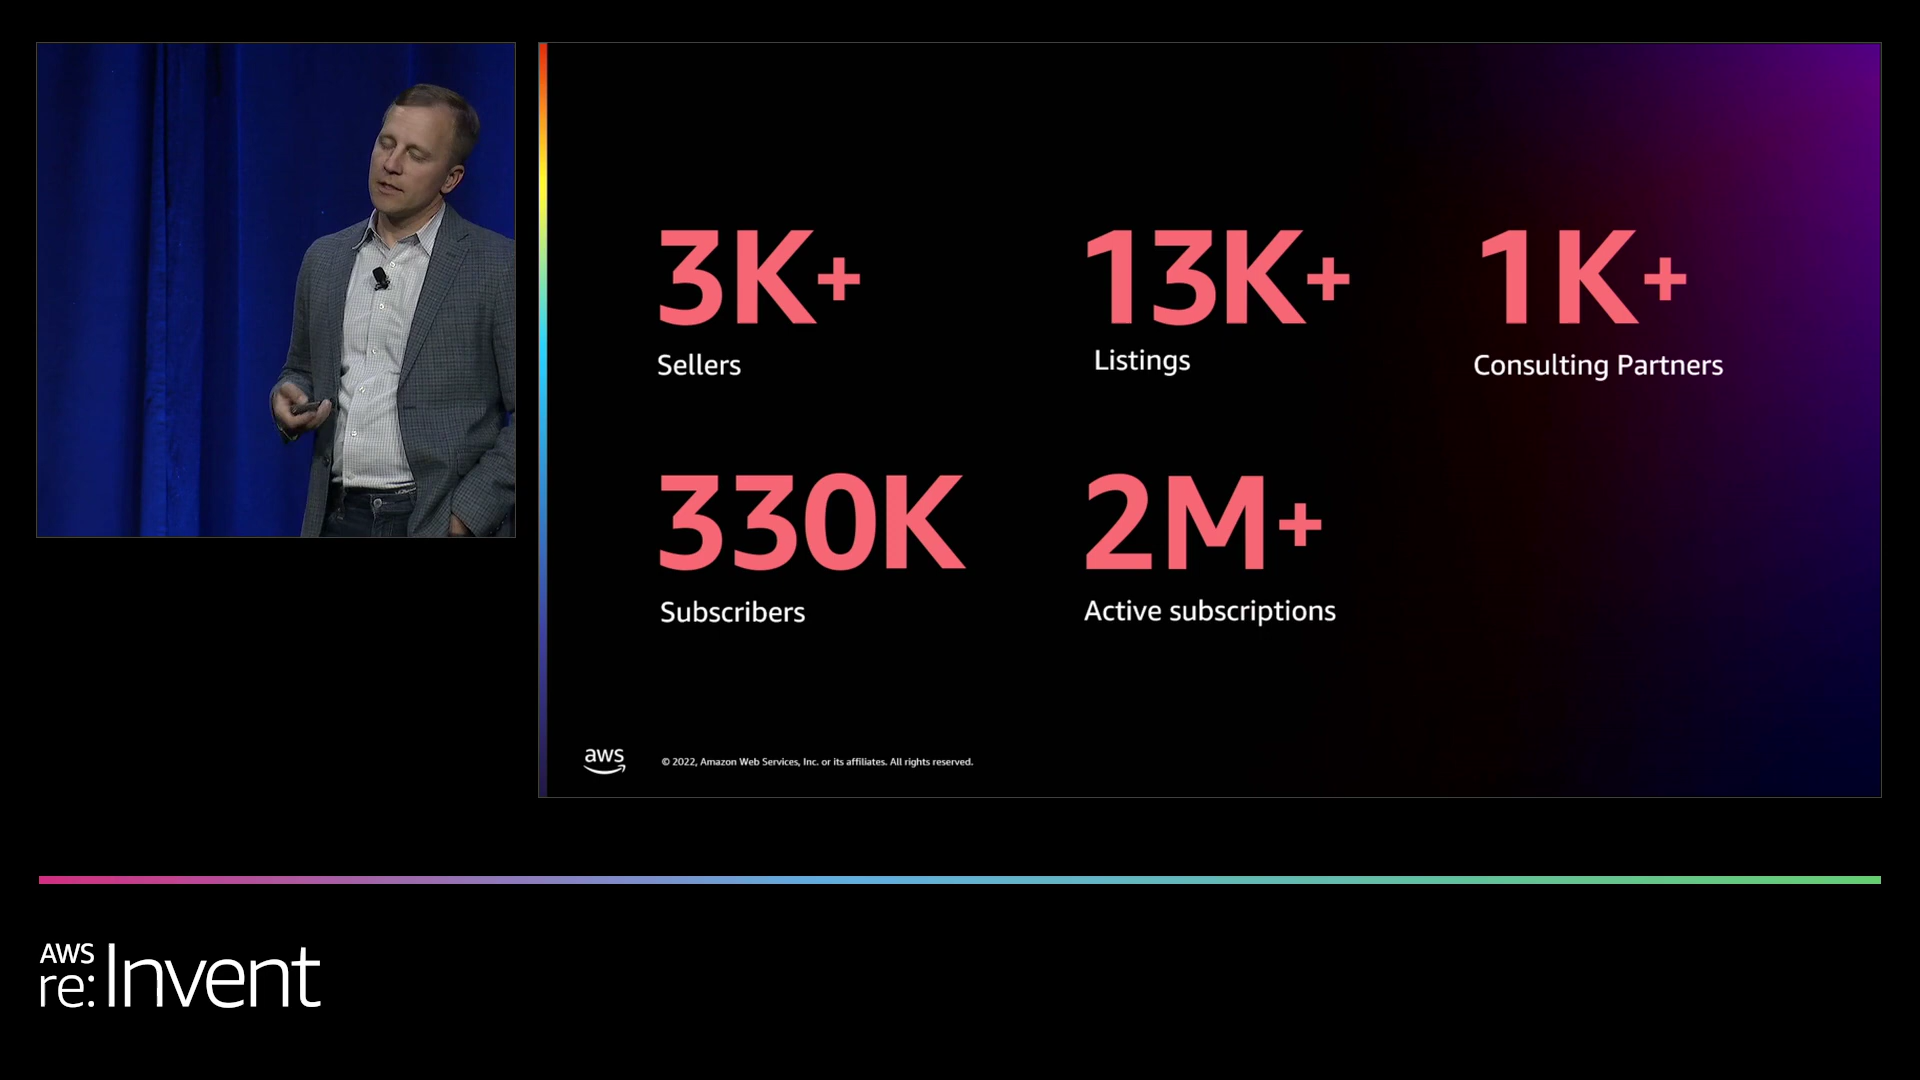 3K+
Sellers
13K+
Listings
1K+
Consulting Partners
330K
Subscribers
2M+
Active subscriptions
aws
© 2022, Amazon Web Services, Inc. or its affiliates. All rights reserved.
AWS
re:Invent